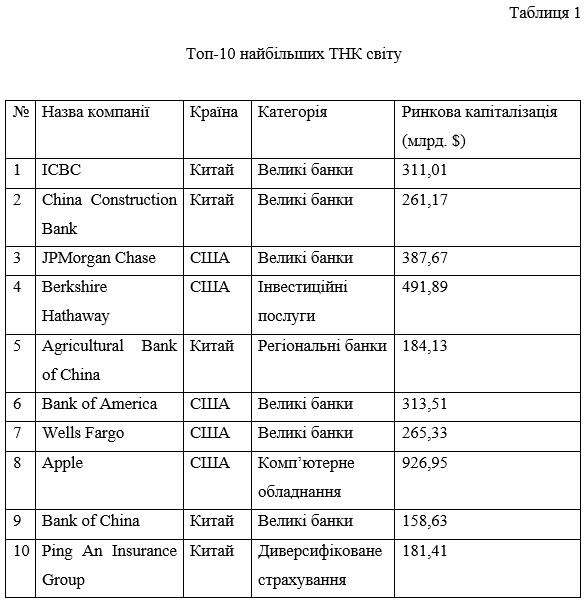 Таблиця 1
Топ-10 найбільших ТНК світу
№ Назва компанії Країна Категорія Ринкова капіталізація
(млрд. $)
1 ICBC Китай Великі банки 311,01
2 China Construction Китай Великі банки 261,17
Bank
3 JPMorgan Chase США Великі банки 387,67
4 Berkshire США Інвестиційні 491,89
Hathaway послуги
5 Agricultural Bank Китай Регіональні банки 184,13
of China
6 Bank of America США Великі банки 313,51
7 Wells Fargo США Великі банки 265,33
8 Apple США Комп’ютерне 926,95
обладнання
9 Bank of China Китай Великі банки 158,63
10 Ping An Insurance Китай Диверсифіковане 181,41
Group страхування